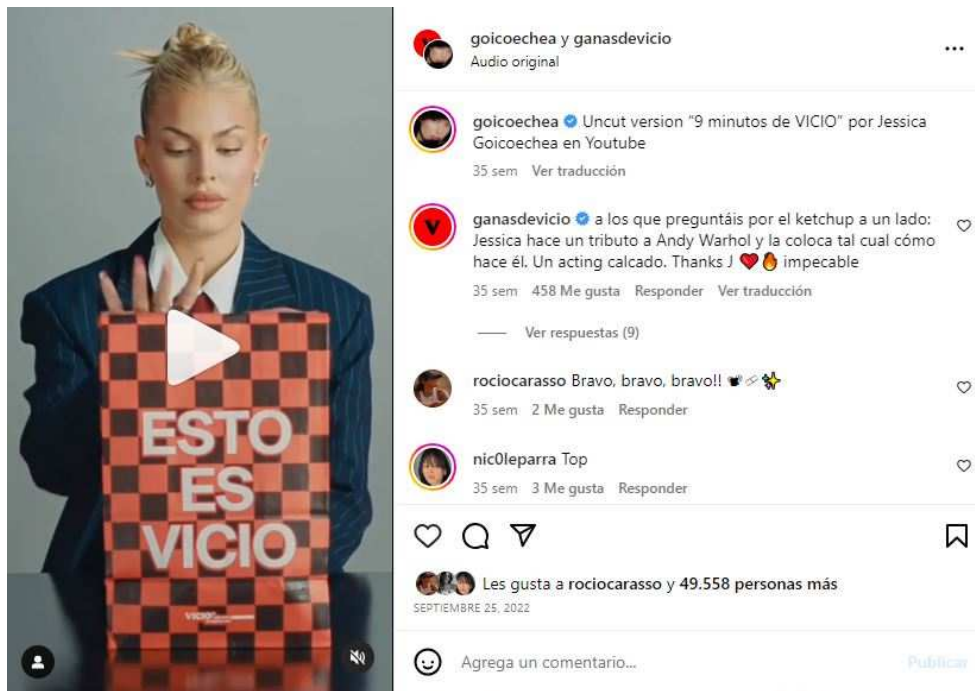 goicoechea y ganasdevicio
Audio original
goicoechea Uncut version “9 minutos de VICIO” por Jessica
Goicoechea en Youtube
35 sem Ver traducción
ganasdevicio a los que preguntáis por el ketchup a un lado:
Jessica hace un tributo a Andy Warhol y la coloca tal cual cómo
hace él. Un acting calcado. Thanks J ❤️🔥 impecable
35 sem 458 Me gusta Responder Ver traducción
Ver respuestas (9)
rociocarasso Bravo, bravo, bravo!!
35 sem 2 Me gusta Responder
nic0leparra Top
35 sem 3 Me gusta Responder
Les gusta a rociocarasso y 49.558 personas más
SEPTIEMBRE 25, 2022
Agrega un comentario...
Publicar
ESTO
ES
VICIO
VICIO
V